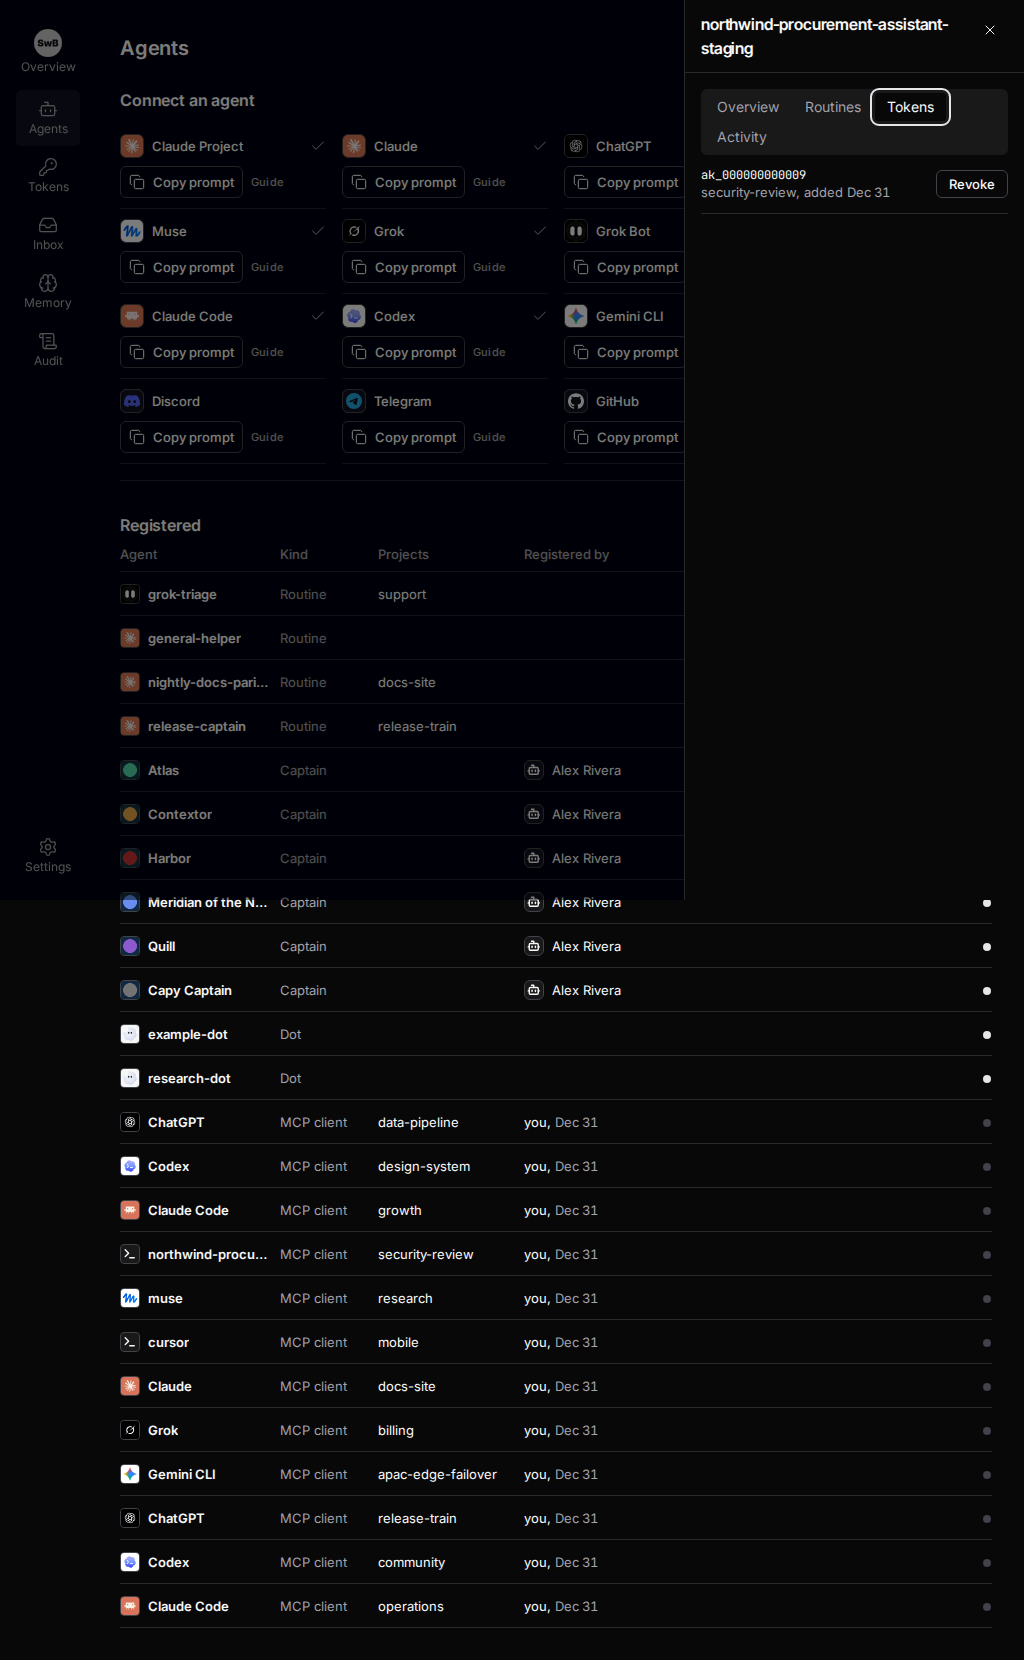 SwB
Overview
Agents
Tokens
Inbox
Memory
Audit
Settings
Agents
Connect an agent
Claude Project
Copy prompt
Guide
Claude
Copy prompt
Guide
ChatGPT
Copy prompt
Muse
Copy prompt
Guide
Grok
Copy prompt
Guide
Grok Bot
Copy prompt
Claude Code
Copy prompt
Guide
Codex
Copy prompt
Guide
Gemini CLI
Copy prompt
Discord
Copy prompt
Guide
Telegram
Copy prompt
Guide
GitHub
Copy prompt
Registered
Agent Kind Projects Registered by
grok-triage Routine support
general-helper Routine
nightly-docs-pari... Routine docs-site
release-captain Routine release-train
Atlas Captain Alex Rivera
Contextor Captain Alex Rivera
Harbor Captain Alex Rivera
Meridian of the N... Captain Alex Rivera
Quill Captain Alex Rivera
Capy Captain Captain Alex Rivera
example-dot Dot
research-dot Dot
ChatGPT MCP client data-pipeline you, Dec 31
Codex MCP client design-system you, Dec 31
Claude Code MCP client growth you, Dec 31
northwind-procu... MCP client security-review you, Dec 31
muse MCP client research you, Dec 31
cursor MCP client mobile you, Dec 31
Claude MCP client docs-site you, Dec 31
Grok MCP client billing you, Dec 31
Gemini CLI MCP client apac-edge-failover you, Dec 31
ChatGPT MCP client release-train you, Dec 31
Codex MCP client community you, Dec 31
Claude Code MCP client operations you, Dec 31
northwind-procurement-assistant-
staging
Overview Routines Tokens
Activity
ak_000000000009
security-review, added Dec 31
Revoke